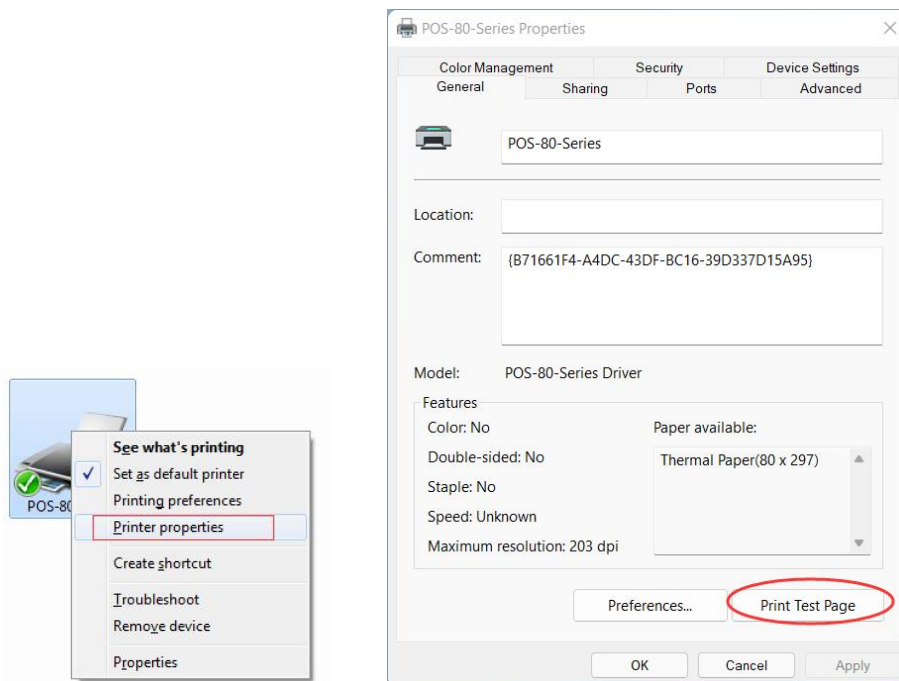 POS-80
See what's printing
Set as default printer
Printing preferences
Printer properties
Create shortcut
Troubleshoot
Remove device
Properties
POS-80-Series Properties
Color Management Security Device Settings
General Sharing Ports Advanced
POS-80-Series
Location:
Comment: {B71661F4-A4DC-43DF-BC16-39D337D15A95}
Model: POS-80-Series Driver
Features
Color: No Paper available:
Double-sided: No Thermal Paper(80 x 297)
Staple: No
Speed: Unknown
Maximum resolution: 203 dpi
Preferences... Print Test Page
OK Cancel Apply